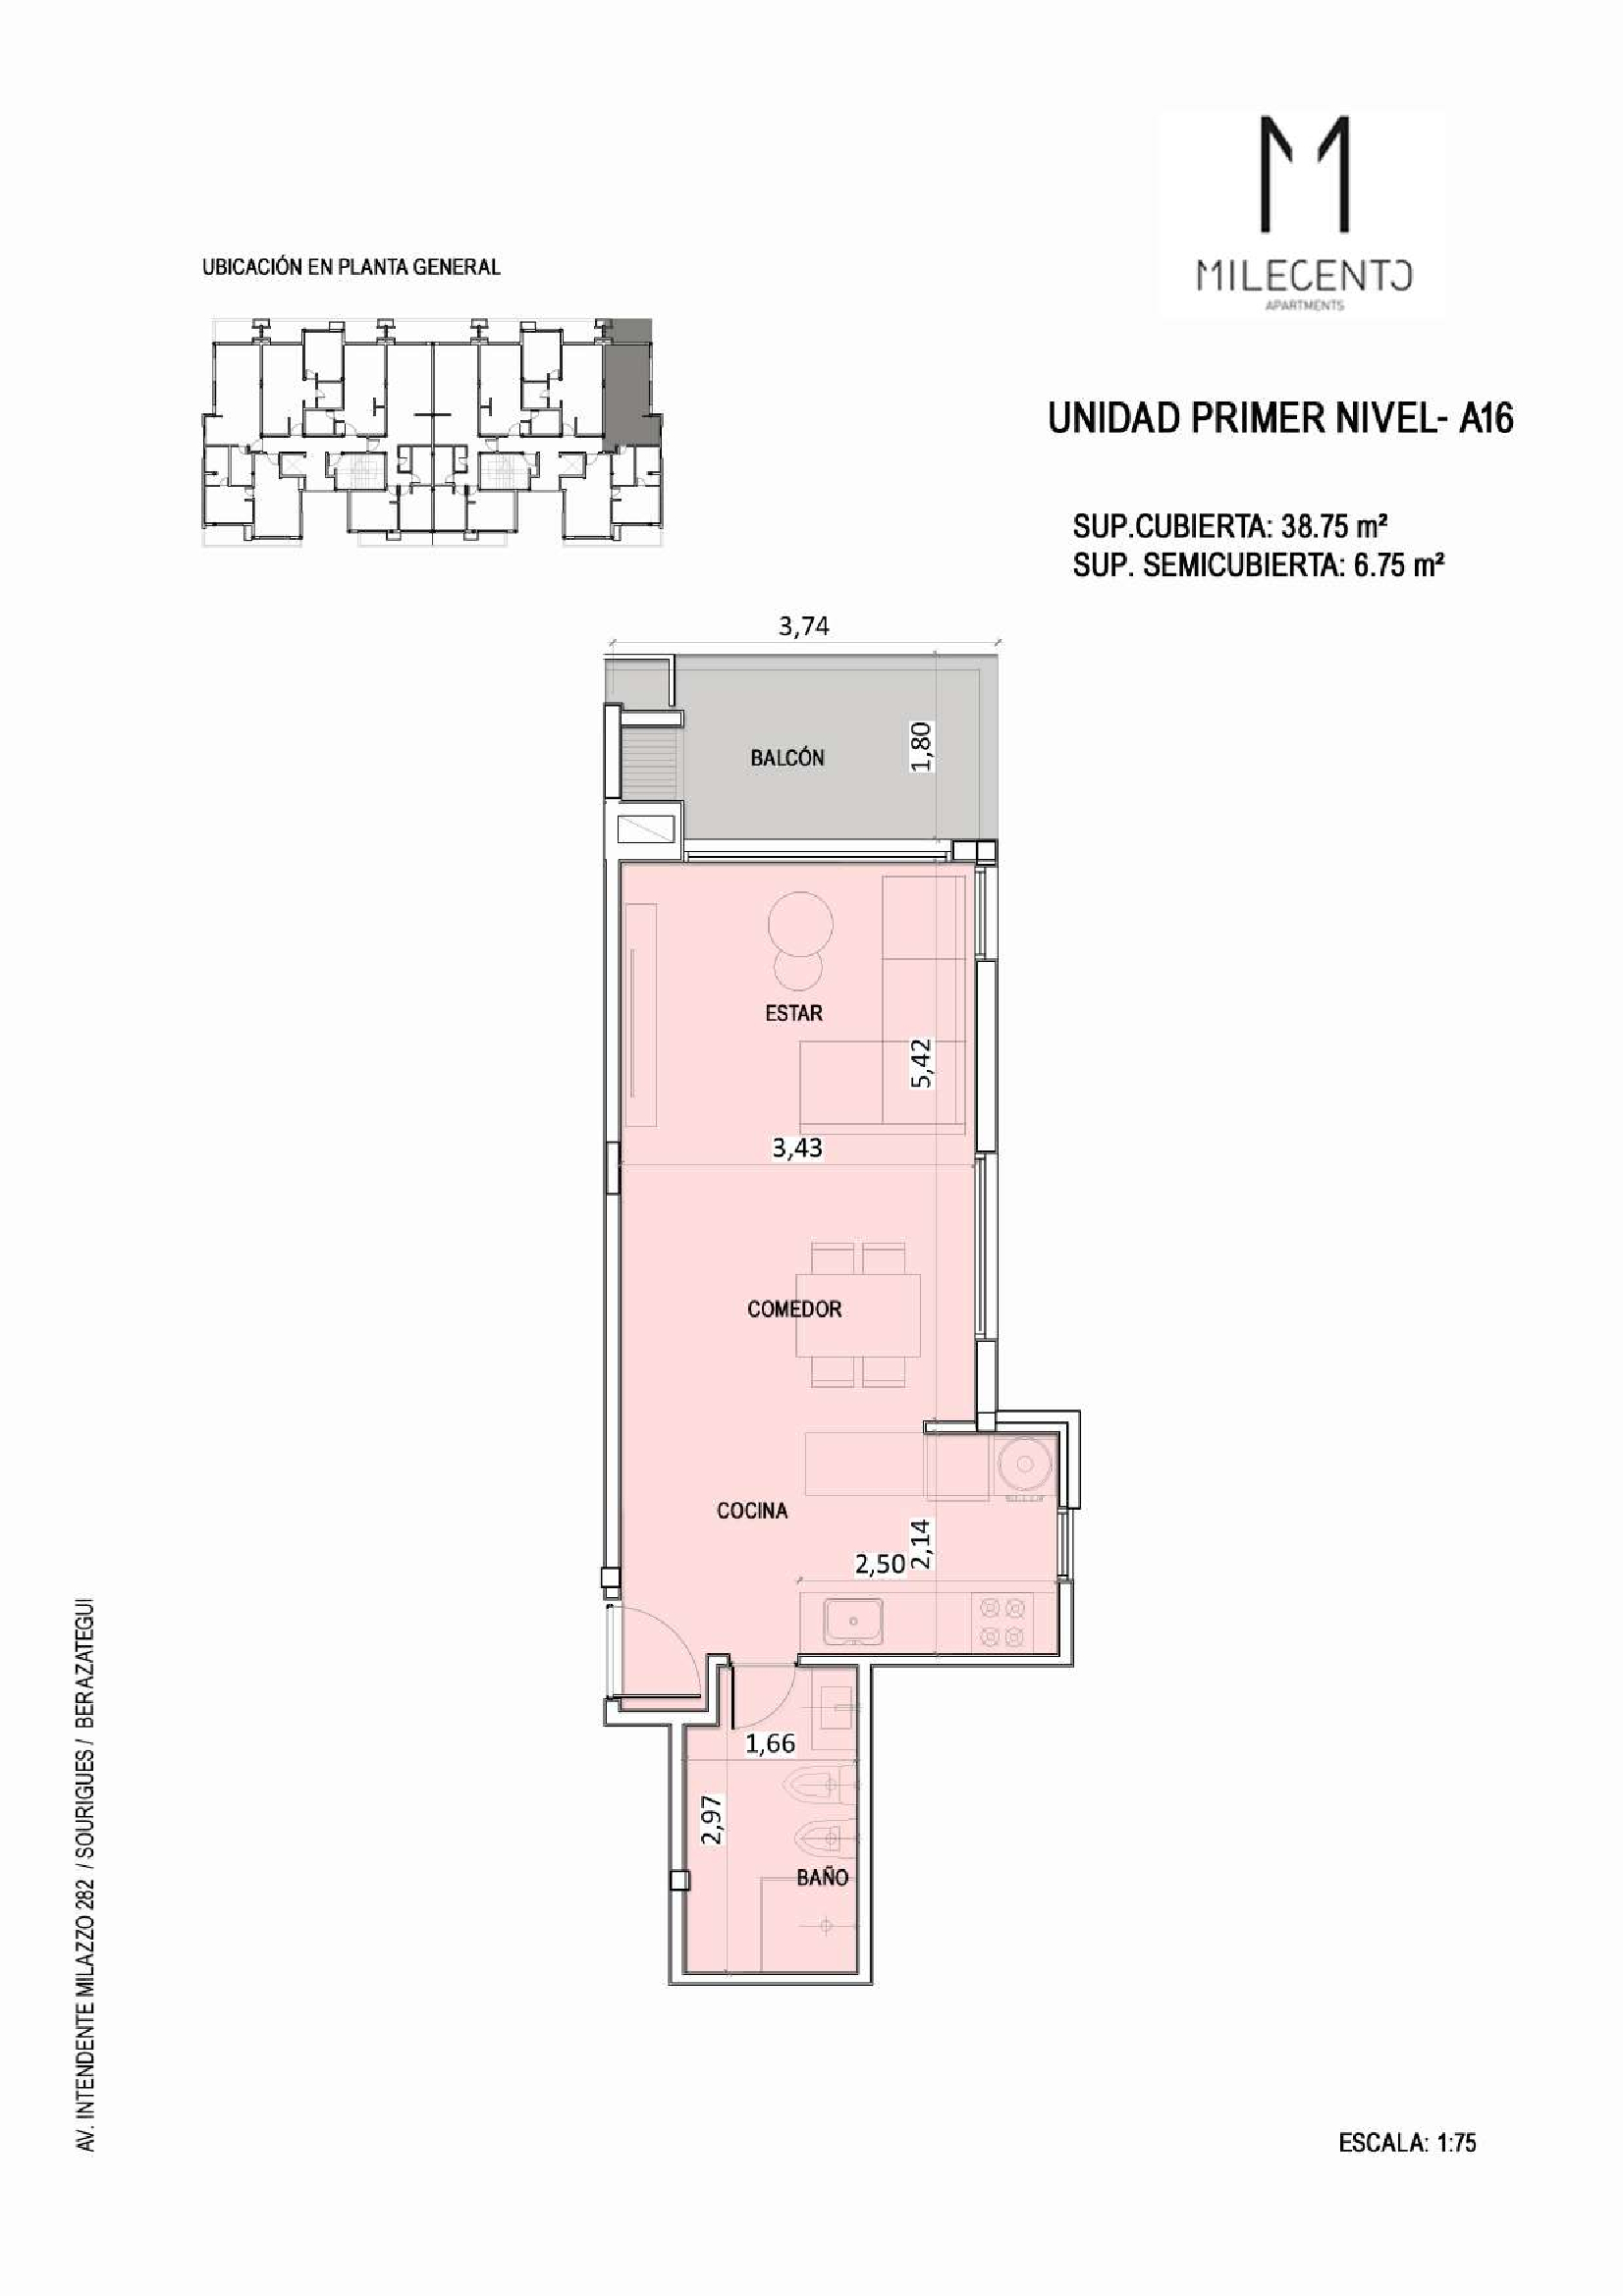 MILECENTO
APARTMENTS
UBICACIÓN EN PLANTA GENERAL
UNIDAD PRIMER NIVEL- A16
SUP.CUBIERTA: 38.75 m²
SUP. SEMICUBIERTA: 6.75 m²
3,74
BALCÓN
1,80
ESTAR
5,42
3,43
COMEDOR
COCINA
2,14
2,50
1,66
2,97
BAÑO
AV. INTENDENTE MILAZZO 282 / SOURIGUES / BERAZATEGUI
ESCALA: 1:75